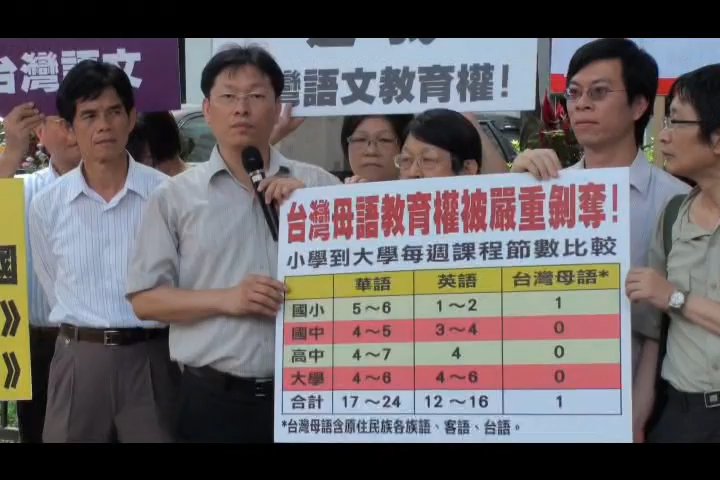 台灣語文
灣語文教育權!
台灣母語教育權被嚴重剝奪!
小學到大學每週課程節數比較
華語 英語 台灣母語*
國小 5～6 1～2 1
國中 4～5 3～4 0
高中 4～7 4 0
大學 4～6 4～6 0
合計 17～24 12～16 1
*台灣母語含原住民族各族語、客語、台語。